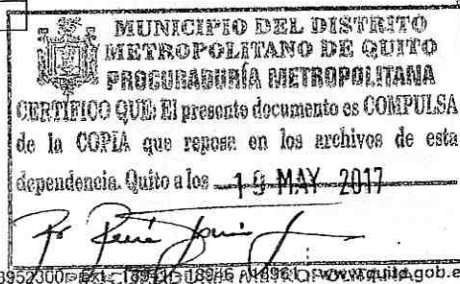 MUNICIPIO DEL DISTRITO
METROPOLITANO DE QUITO
PROCURADURÍA METROPOLITANA
CERTIFICO QUE: El presente documento es COMPULSA
de la COPIA que reposa en los archivos de esta
dependencia. Quito a los 19 MAY 2017
3952300 www.quito.gob.e